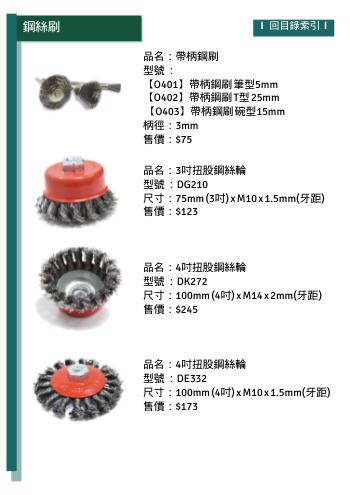 鋼絲刷
回目錄索引
品名：帶柄鋼刷
型號 ：
【O401】帶柄鋼刷 筆型5mm
【O402】帶柄鋼刷 T型 25mm
【O403】帶柄鋼刷 碗型15mm
柄徑：3mm
售價：$75
品名：3吋扭股鋼絲輪
型號 ：DG210
尺寸：75mm (3吋) x M10 x 1.5mm(牙距)
售價：$123
品名：4吋扭股鋼絲輪
型號 ：DK272
尺寸：100mm (4吋) x M14 x 2mm(牙距)
售價：$245
品名：4吋扭股鋼絲輪
型號 ：DE332
尺寸：100mm (4吋) x M10 x 1.5mm(牙距)
售價：$173